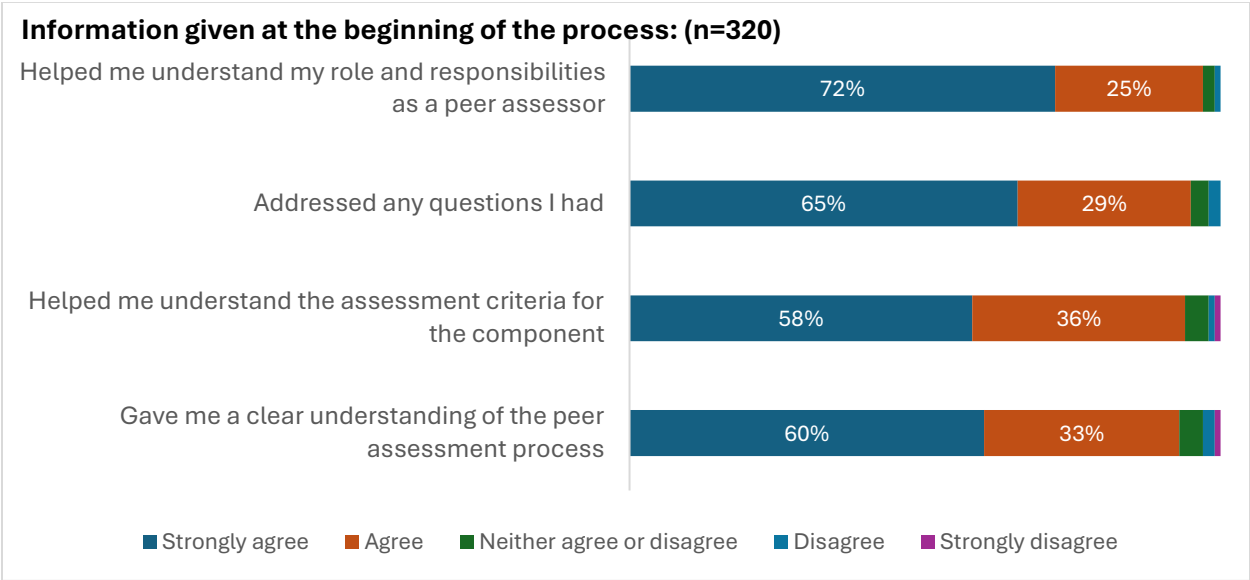 Information given at the beginning of the process: (n=320)
Helped me understand my role and responsibilities
as a peer assessor
72%
25%
Addressed any questions I had
65%
29%
Helped me understand the assessment criteria for
the component
58%
36%
Gave me a clear understanding of the peer
assessment process
60%
33%
Strongly agree
Agree
Neither agree or disagree
Disagree
Strongly disagree